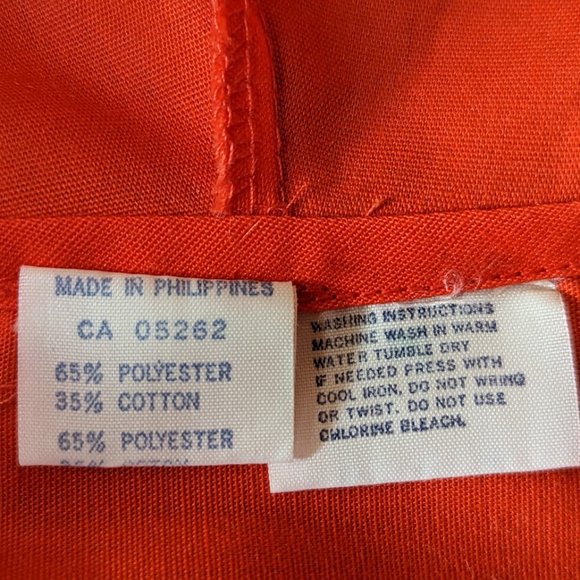 MADE IN PHILIPPINES
CA 05262
65% POLYESTER
35% COTTON
65% POLYESTER
WASHING INSTRUCTIONS
MACHINE WASH IN WARM
WATER TUMBLE DRY
IF NEEDED PRESS WITH
COOL IRON, DO NOT WRING
OR TWIST. DO NOT USE
CHLORINE BLEACH.